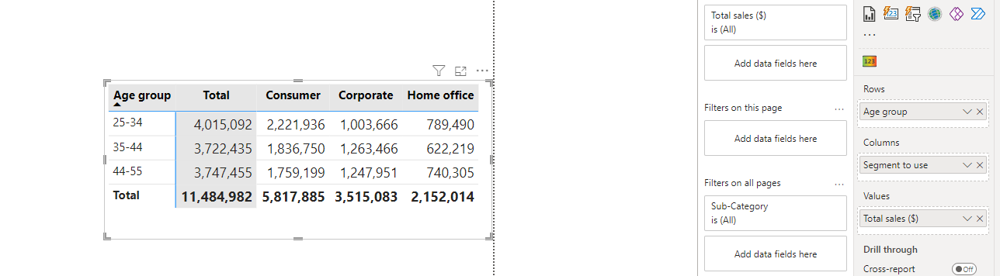 Total sales ($)
is (All)
Add data fields here
Filters on this page
Add data fields here
Filters on all pages
Sub-Category
is (All)
Add data fields here
Age group Total Consumer Corporate Home office
25-34 4,015,092 2,221,936 1,003,666 789,490
35-44 3,722,435 1,836,750 1,263,466 622,219
44-55 3,747,455 1,759,199 1,247,951 740,305
Total 11,484,982 5,817,885 3,515,083 2,152,014
123
123
Rows
Age group
Columns
Segment to use
Values
Total sales ($)
Drill through
Cross-report Off